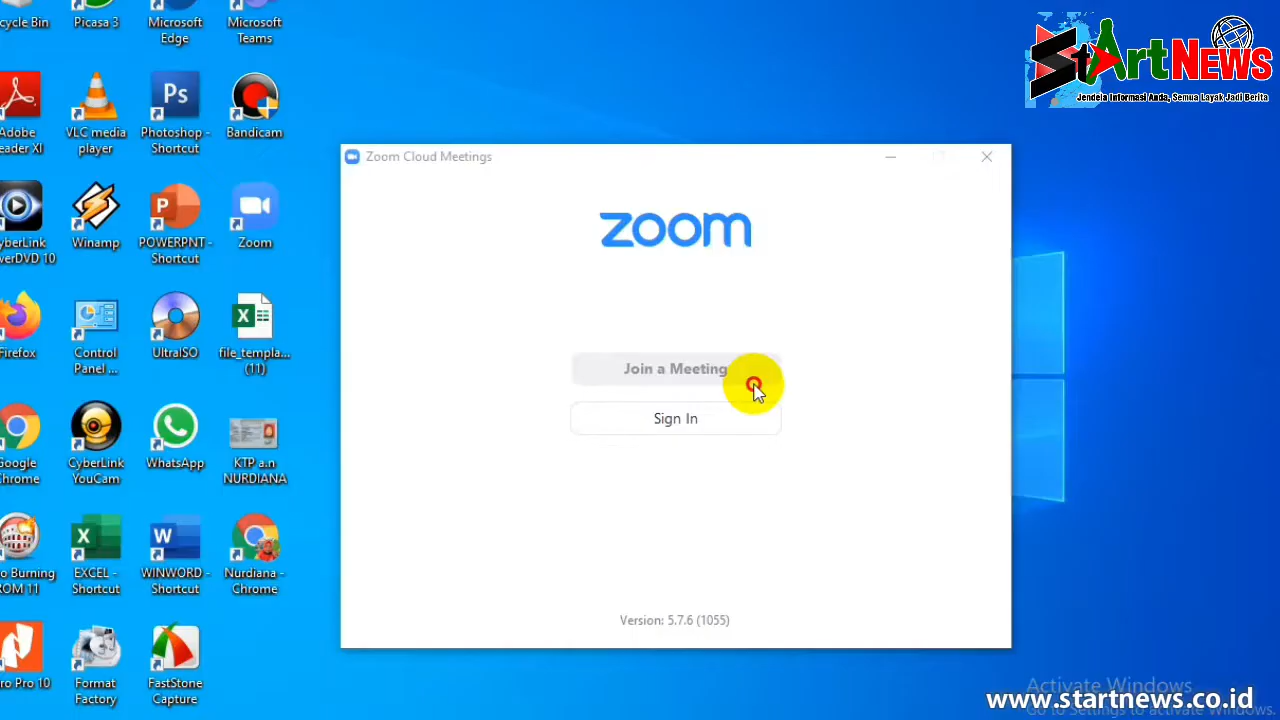 cycle Bin
Picasa 3
Microsoft
Edge
Microsoft
Teams
StArtNews
Jendela Informasi Anda, Semua Layak Jadi Berita
Adobe
eader XI
VLC media
player
Ps
Photoshop -
Shortcut
Bandicam
Zoom Cloud Meetings
zoom
yberLink
werDVD 10
Winamp
P
POWERPNT -
Shortcut
Zoom
Firefox
Control
Panel ...
UltraISO
X
file_templa...
(11)
Join a Meeting
Sign In
Google
Chrome
CyberLink
YouCam
WhatsApp
KTP a.n
NURDIANA
o Burning
ROM 11
X
EXCEL -
Shortcut
W
WINWORD -
Shortcut
Nurdiana -
Chrome
Version: 5.7.6 (1055)
ro Pro 10
Format
Factory
FastStone
Capture
Activate Windows
Go to Settings to activate Windows.
www.startnews.co.id